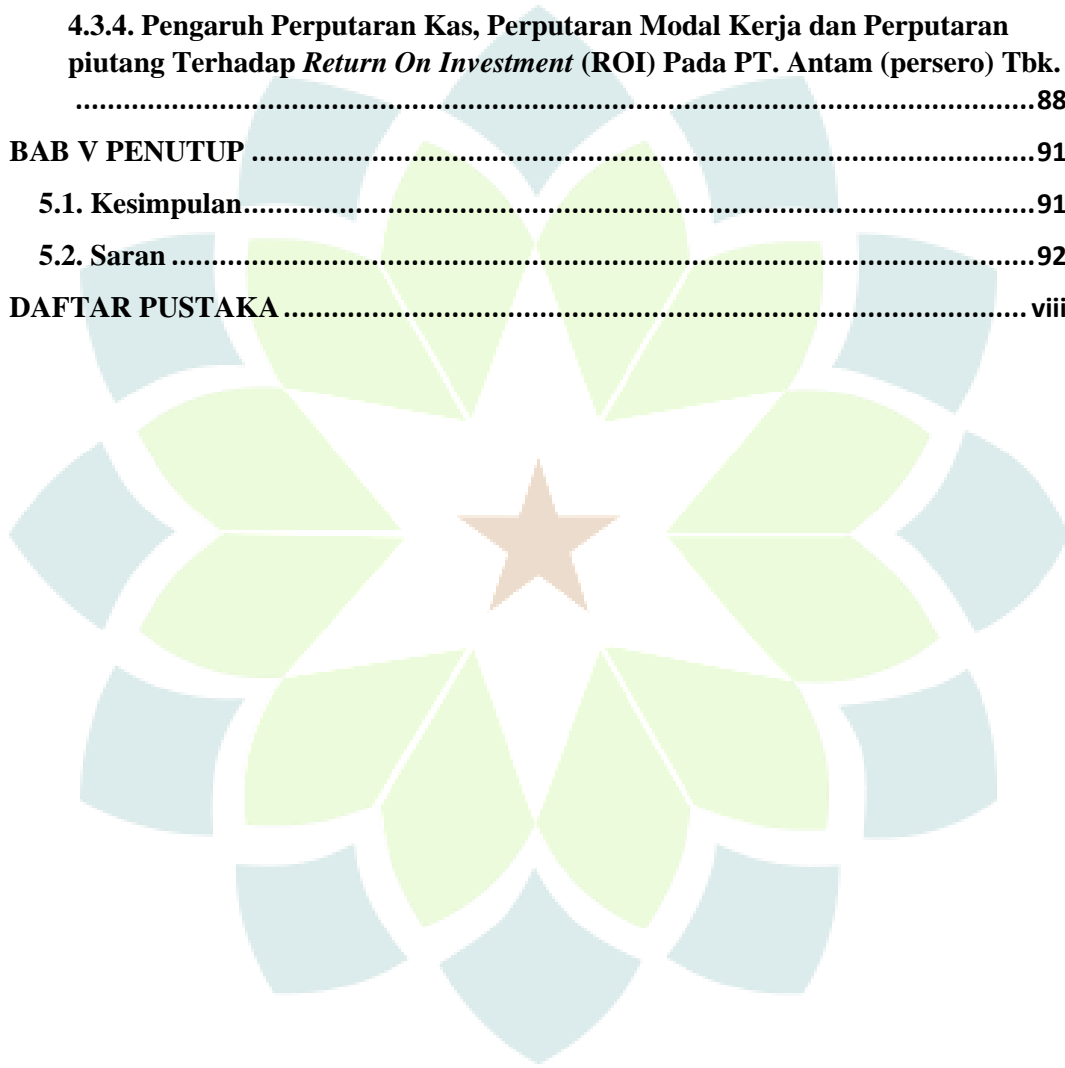 4.3.4. Pengaruh Perputaran Kas, Perputaran Modal Kerja dan Perputaran
piutang Terhadap Return On Investment (ROI) Pada PT. Antam (persero) Tbk.
..................................................................................................................88
BAB V PENUTUP ..................................................................................................91
5.1. Kesimpulan..................................................................................................91
5.2. Saran ..........................................................................................................92
DAFTAR PUSTAKA ............................................................................................. viii